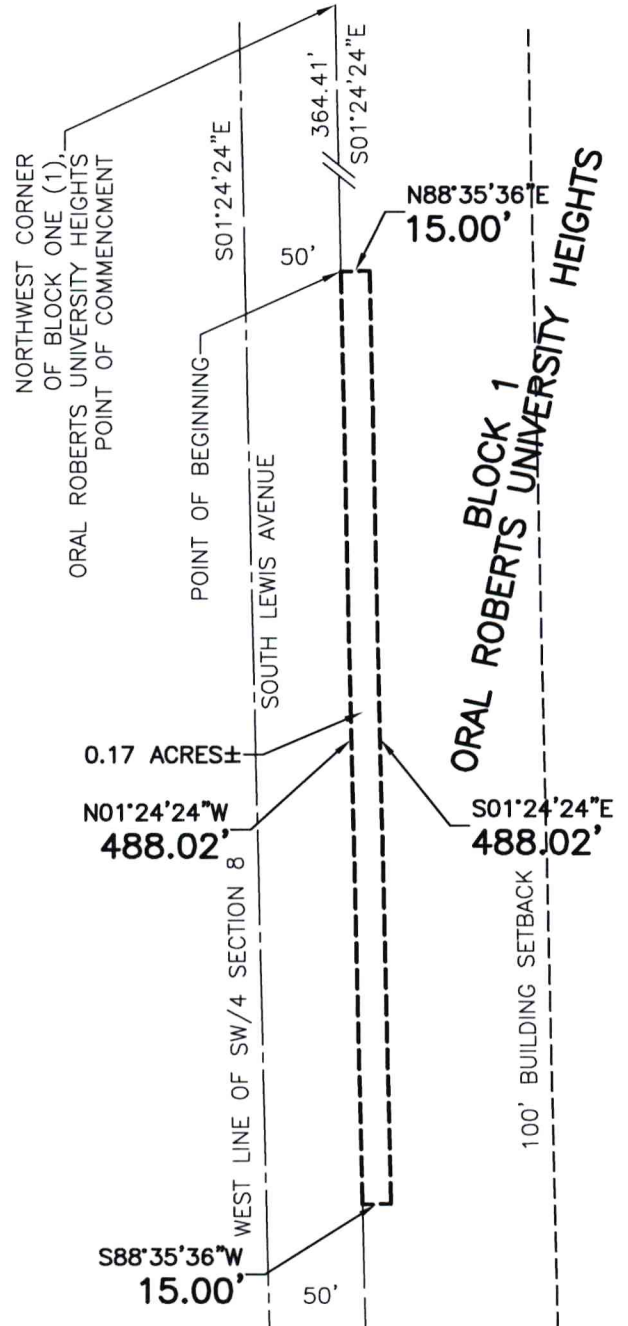 NORTHWEST CORNER
OF BLOCK ONE (1),
ORAL ROBERTS UNIVERSITY HEIGHTS
POINT OF COMMENCMENT
S01°24'24"E
364.41'
S01°24'24"E
50'
N88°35'36"E
15.00'
POINT OF BEGINNING
SOUTH LEWIS AVENUE
BLOCK 1
ORAL ROBERTS UNIVERSITY HEIGHTS
0.17 ACRES±
N01°24'24"W
488.02'
S01°24'24"E
488.02'
WEST LINE OF SW/4 SECTION 8
100' BUILDING SETBACK
S88°35'36"W
15.00'
50'